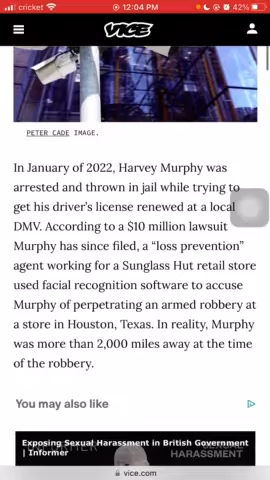 cricket 12:04 PM 42%
VICE
PETER CADE IMAGE.
In January of 2022, Harvey Murphy was
arrested and thrown in jail while trying to
get his driver's license renewed at a local
DMV. According to a $10 million lawsuit
Murphy has since filed, a "loss prevention"
agent working for a Sunglass Hut retail store
used facial recognition software to accuse
Murphy of perpetrating an armed robbery at
a store in Houston, Texas. In reality, Murphy
was more than 2,000 miles away at the time
of the robbery.
You may also like
Exposing Sexual Harassment in British Government
| Informer
HARASSMENT
vice.com